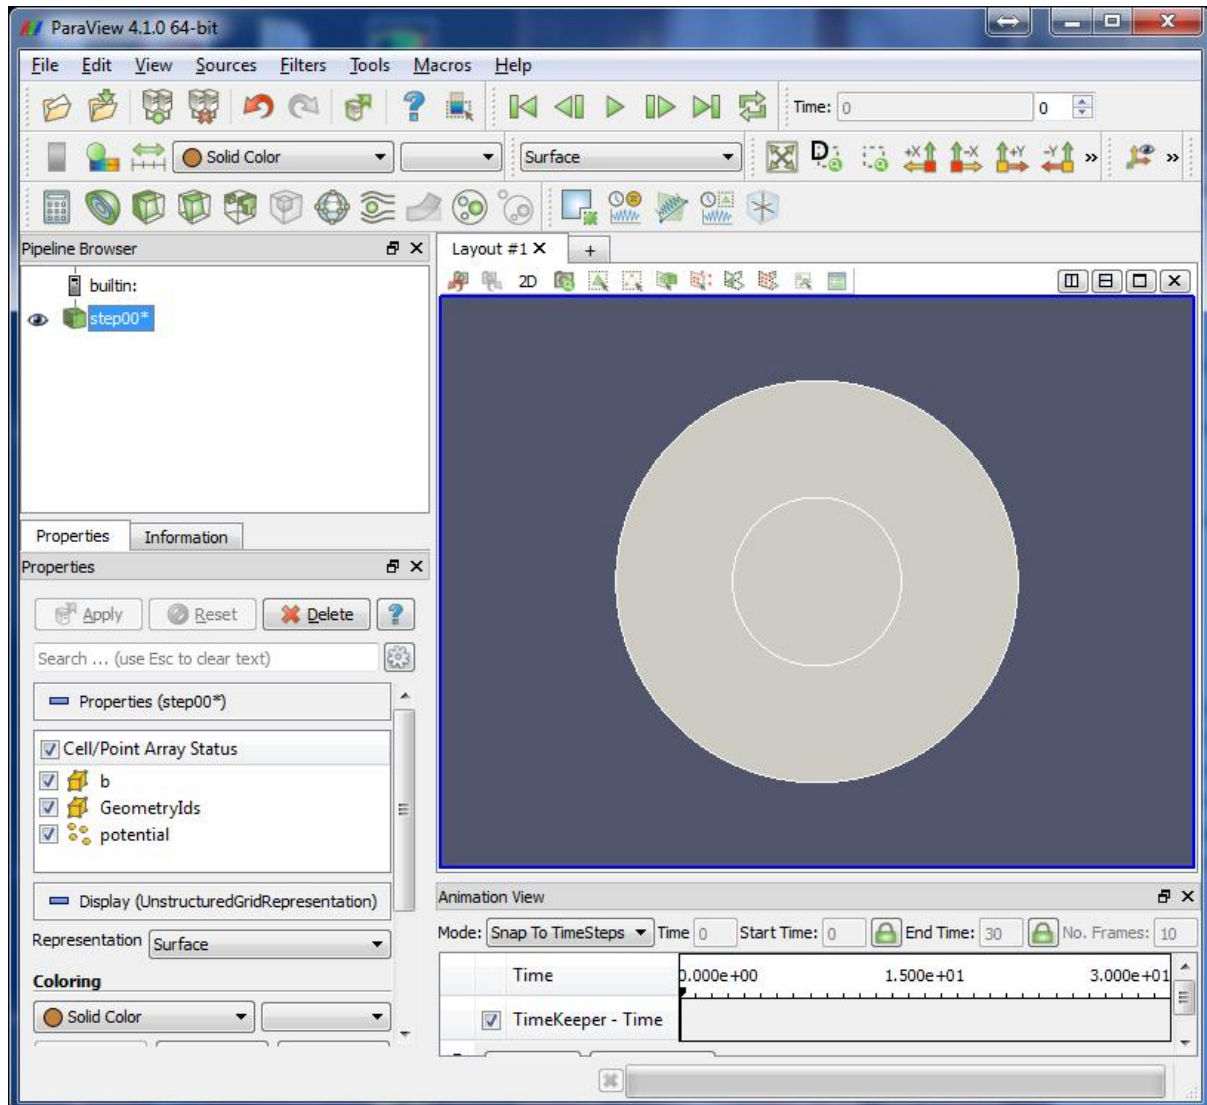 ParaView 4.1.0 64-bit
File Edit View Sources Filters Tools Macros Help
Time: 0 0
Solid Color Surface +X -X +Y -Y » »
Pipeline Browser
builtin:
step00*
Properties Information
Properties
Apply Reset Delete ?
Search ... (use Esc to clear text)
Properties (step00*)
Cell/Point Array Status
b
GeometryIds
potential
Display (UnstructuredGridRepresentation)
Representation Surface
Coloring
Solid Color
Layout #1 X +
2D
Animation View
Mode: Snap To TimeSteps Time 0 Start Time: 0 End Time: 30 No. Frames: 10
Time 0.000e+00 1.500e+01 3.000e+01
TimeKeeper - Time